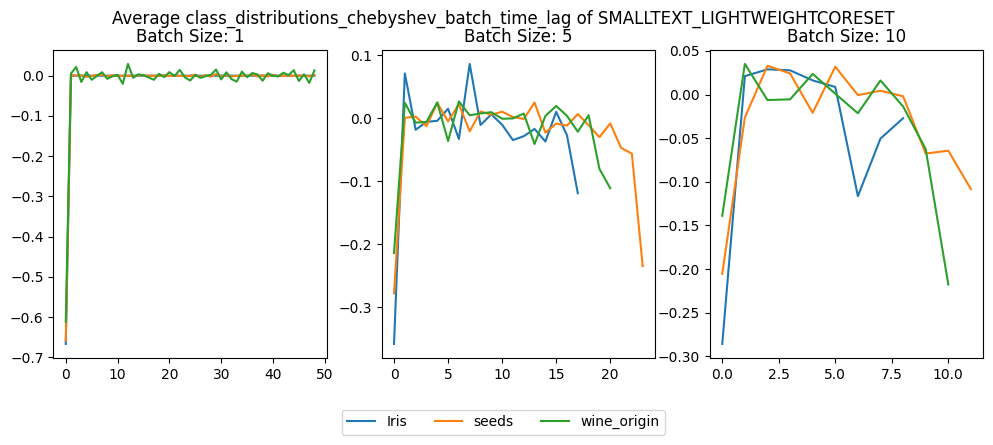 Average class_distributions_chebyshev_batch_time_lag of SMALLTEXT_LIGHTWEIGHTCORESET
Batch Size: 1
Batch Size: 5
Batch Size: 10
0.0
−0.1
−0.2
−0.3
−0.4
−0.5
−0.6
−0.7
0 10 20 30 40 50
0.1
0.0
−0.1
−0.2
−0.3
0 5 10 15 20
0.05
0.00
−0.05
−0.10
−0.15
−0.20
−0.25
−0.30
0.0 2.5 5.0 7.5 10.0
Iris seeds wine_origin